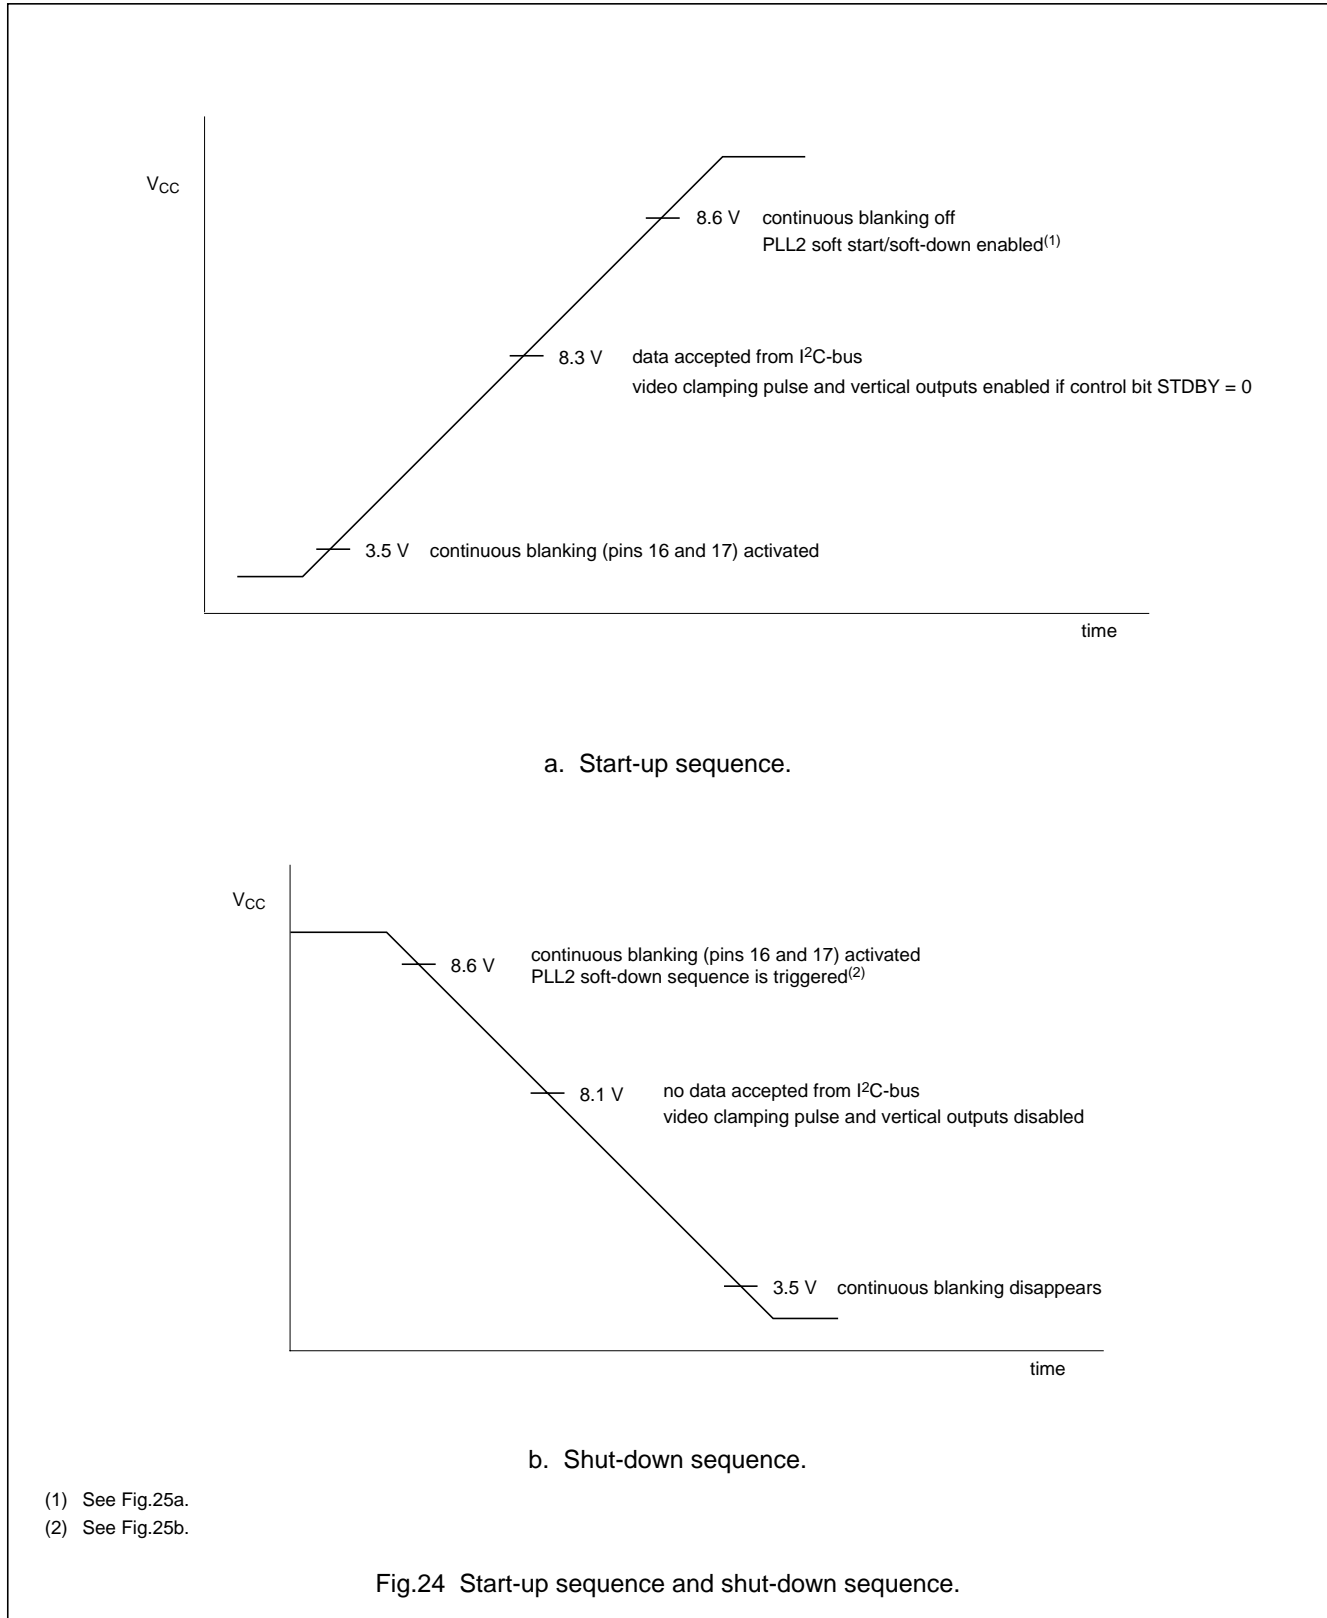 V_CC
8.6 V continuous blanking off
PLL2 soft start/soft-down enabled(1)
8.3 V data accepted from I²C-bus
video clamping pulse and vertical outputs enabled if control bit STDBY = 0
3.5 V continuous blanking (pins 16 and 17) activated
time
a. Start-up sequence.
V_CC
8.6 V continuous blanking (pins 16 and 17) activated
PLL2 soft-down sequence is triggered(2)
8.1 V no data accepted from I²C-bus
video clamping pulse and vertical outputs disabled
3.5 V continuous blanking disappears
time
b. Shut-down sequence.
(1) See Fig.25a.
(2) See Fig.25b.
Fig.24 Start-up sequence and shut-down sequence.